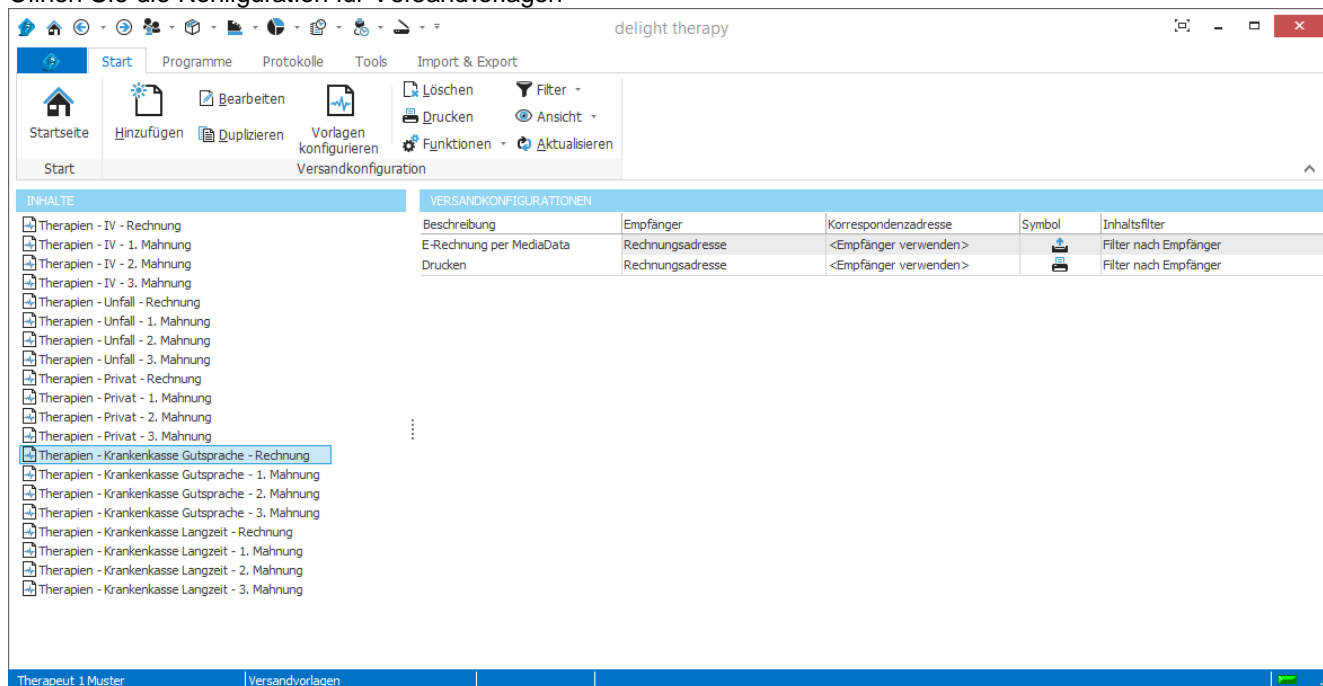 Öffnen Sie die Konfiguration für Versandvorlagen
delight therapy
Start Programme Protokolle Tools Import & Export
Startseite
Hinzufügen
Bearbeiten
Duplizieren
Vorlagen
konfigurieren
Löschen
Drucken
Funktionen
Filter
Ansicht
Aktualisieren
Start Versandkonfiguration
INHALTE
Therapien - IV - Rechnung
Therapien - IV - 1. Mahnung
Therapien - IV - 2. Mahnung
Therapien - IV - 3. Mahnung
Therapien - Unfall - Rechnung
Therapien - Unfall - 1. Mahnung
Therapien - Unfall - 2. Mahnung
Therapien - Unfall - 3. Mahnung
Therapien - Privat - Rechnung
Therapien - Privat - 1. Mahnung
Therapien - Privat - 2. Mahnung
Therapien - Privat - 3. Mahnung
Therapien - Krankenkasse Gutsprache - Rechnung
Therapien - Krankenkasse Gutsprache - 1. Mahnung
Therapien - Krankenkasse Gutsprache - 2. Mahnung
Therapien - Krankenkasse Gutsprache - 3. Mahnung
Therapien - Krankenkasse Langzeit - Rechnung
Therapien - Krankenkasse Langzeit - 1. Mahnung
Therapien - Krankenkasse Langzeit - 2. Mahnung
Therapien - Krankenkasse Langzeit - 3. Mahnung
VERSANDKONFIGURATIONEN
Beschreibung Empfänger Korrespondenzadresse Symbol Inhaltsfilter
E-Rechnung per MediaData Rechnungsadresse <Empfänger verwenden> Filter nach Empfänger
Drucken Rechnungsadresse <Empfänger verwenden> Filter nach Empfänger
Therapeut 1 Muster Versandvorlagen